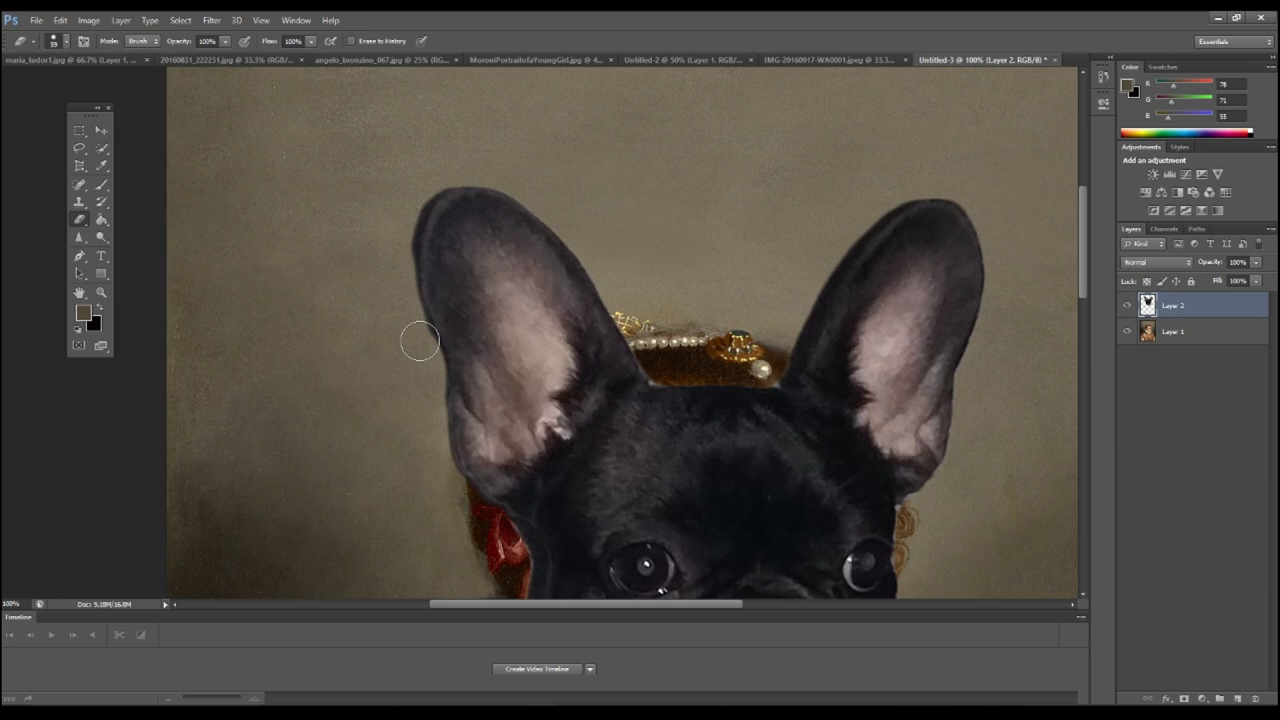 Ps File Edit Image Layer Type Select Filter 3D View Window Help
59 Mode: Brush Opacity: 100% Flow: 100% Erase to History Essentials
maria_tudor1.jpg @ 66.7% (Layer 1, ... × 20160831_222231.jpg @ 33.3% (RGB/... × angelo_bronzino_067.jpg @ 25% (RG... × MoroniPortraitofaYoungGirl.jpg @ 4... × Untitled-2 @ 50% (Layer 1, RGB/8)... × IMG-20160917-WA0001.jpeg @ 33.3... × Untitled-3 @ 100% (Layer 2, RGB/8) * ×
Color Swatches
R 78
G 71
B 55
Adjustments Styles
Add an adjustment
Layers Channels Paths
Kind
Normal Opacity: 100%
Lock: Fill: 100%
Layer 2
Layer 1
100% Doc: 9.18M/16.8M
Timeline
Create Video Timeline